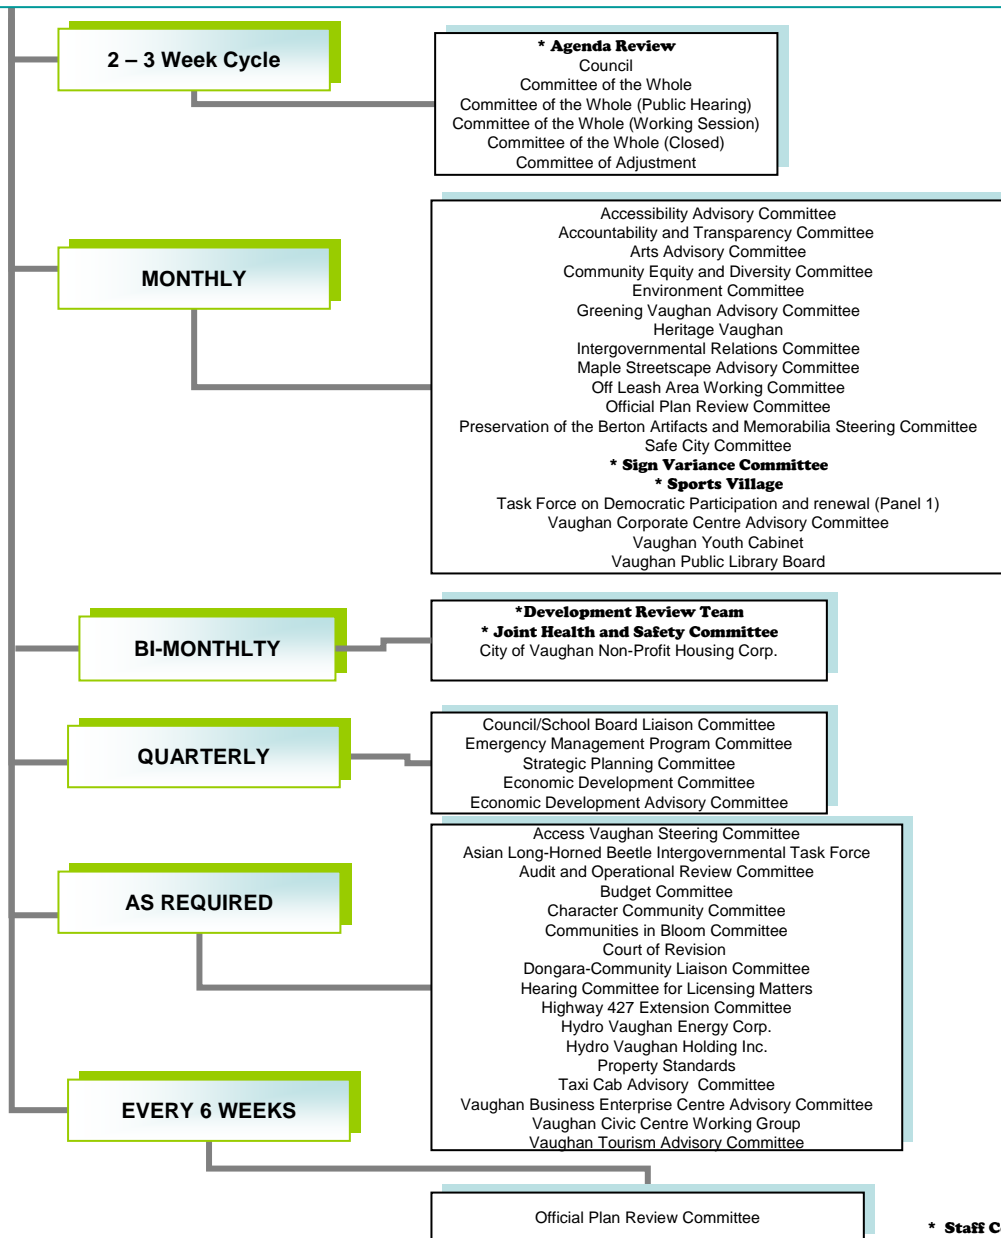 2 – 3 Week Cycle
* Agenda Review
Council
Committee of the Whole
Committee of the Whole (Public Hearing)
Committee of the Whole (Working Session)
Committee of the Whole (Closed)
Committee of Adjustment
MONTHLY
Accessibility Advisory Committee
Accountability and Transparency Committee
Arts Advisory Committee
Community Equity and Diversity Committee
Environment Committee
Greening Vaughan Advisory Committee
Heritage Vaughan
Intergovernmental Relations Committee
Maple Streetscape Advisory Committee
Off Leash Area Working Committee
Official Plan Review Committee
Preservation of the Berton Artifacts and Memorabilia Steering Committee
Safe City Committee
* Sign Variance Committee
* Sports Village
Task Force on Democratic Participation and renewal (Panel 1)
Vaughan Corporate Centre Advisory Committee
Vaughan Youth Cabinet
Vaughan Public Library Board
BI-MONTHLTY
*Development Review Team
* Joint Health and Safety Committee
City of Vaughan Non-Profit Housing Corp.
QUARTERLY
Council/School Board Liaison Committee
Emergency Management Program Committee
Strategic Planning Committee
Economic Development Committee
Economic Development Advisory Committee
AS REQUIRED
Access Vaughan Steering Committee
Asian Long-Horned Beetle Intergovernmental Task Force
Audit and Operational Review Committee
Budget Committee
Character Community Committee
Communities in Bloom Committee
Court of Revision
Dongara-Community Liaison Committee
Hearing Committee for Licensing Matters
Highway 427 Extension Committee
Hydro Vaughan Energy Corp.
Hydro Vaughan Holding Inc.
Property Standards
Taxi Cab Advisory  Committee
Vaughan Business Enterprise Centre Advisory Committee
Vaughan Civic Centre Working Group
Vaughan Tourism Advisory Committee
EVERY 6 WEEKS
Official Plan Review Committee
* Staff